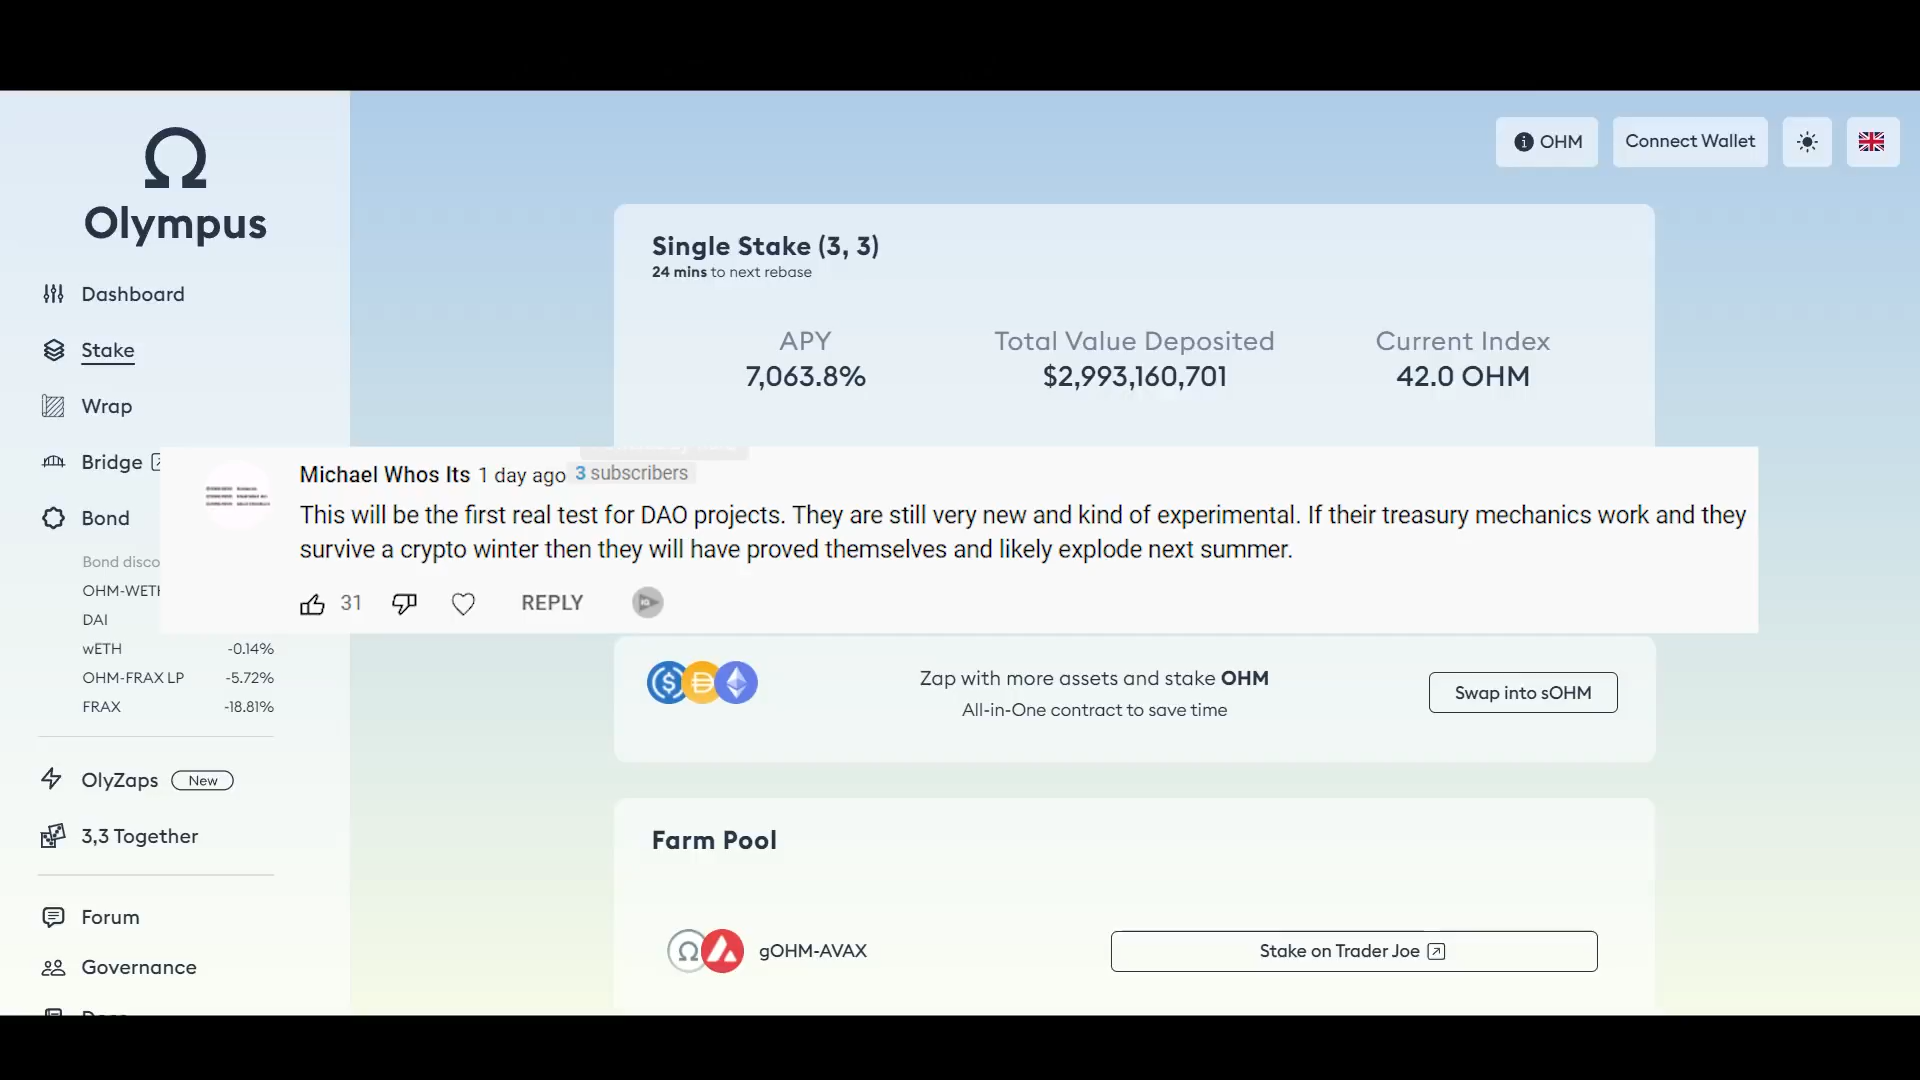 Olympus
Dashboard
Stake
Wrap
Bridge
Bond
Bond disco
OHM-WETH
DAI
wETH -0.14%
OHM-FRAX LP -5.72%
FRAX -18.81%
OlyZaps New
3,3 Together
Forum
Governance
OHM
Connect Wallet
Single Stake (3, 3)
24 mins to next rebase
APY Total Value Deposited Current Index
7,063.8% $2,993,160,701 42.0 OHM
Michael Whos Its 1 day ago 3 subscribers
This will be the first real test for DAO projects. They are still very new and kind of experimental. If their treasury mechanics work and they
survive a crypto winter then they will have proved themselves and likely explode next summer.
31 REPLY
Zap with more assets and stake OHM
All-in-One contract to save time
Swap into sOHM
Farm Pool
gOHM-AVAX
Stake on Trader Joe